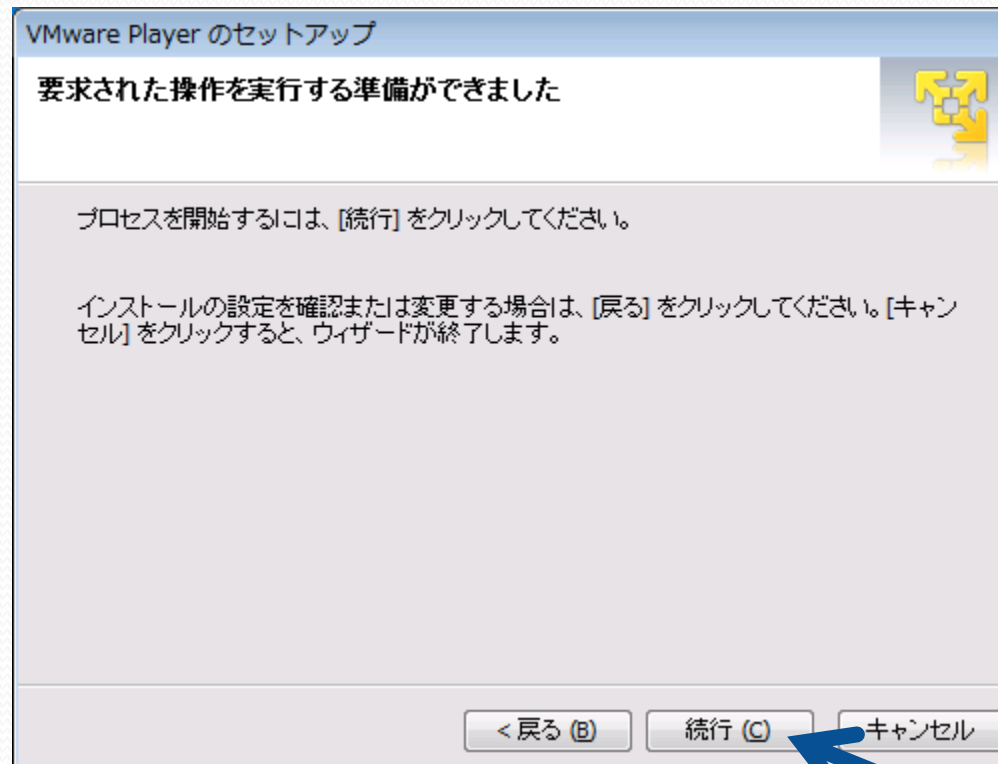 VMware Player のセットアップ
要求された操作を実行する準備ができました
プロセスを開始するには、[続行] をクリックしてください。
インストールの設定を確認または変更する場合は、[戻る] をクリックしてください。[キャン
セル] をクリックすると、ウィザードが終了します。
< 戻る (B) 続行 (C) キャンセル